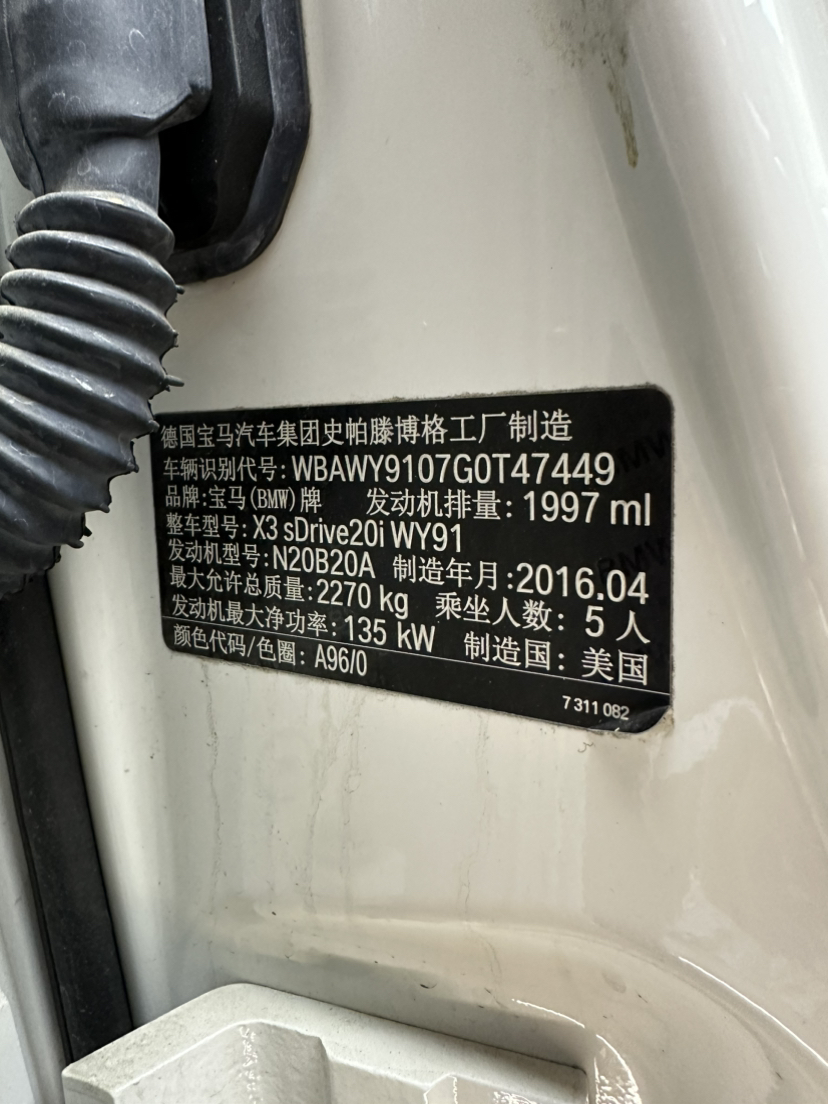 德国宝马汽车集团史帕滕博格工厂制造
车辆识别代号: WBAWY9107G0T47449
品牌: 宝马(BMW)牌 发动机排量: 1997 ml
整车型号: X3 sDrive20i WY91
发动机型号: N20B20A 制造年月: 2016.04
最大允许总质量: 2270 kg 乘坐人数: 5 人
发动机最大净功率: 135 kW 制造国: 美国
颜色代码/色圈: A96/0
7 311 082